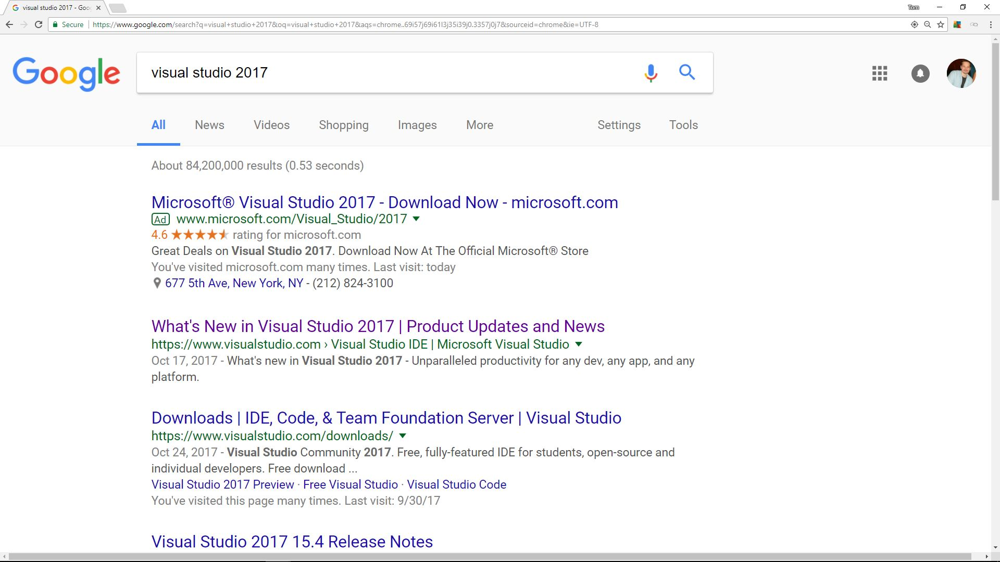 visual studio 2017 - Goo
Tom
Secure
https://www.google.com/search?q=visual+studio+2017&oq=visual+studio+2017&aqs=chrome..69i57j69i61l3j35i39j0.3357j0j7&sourceid=chrome&ie=UTF-8
Google
visual studio 2017
All News Videos Shopping Images More Settings Tools
About 84,200,000 results (0.53 seconds)
Microsoft® Visual Studio 2017 - Download Now - microsoft.com
Ad www.microsoft.com/Visual_Studio/2017
4.6 rating for microsoft.com
Great Deals on Visual Studio 2017. Download Now At The Official Microsoft® Store
You've visited microsoft.com many times. Last visit: today
677 5th Ave, New York, NY - (212) 824-3100
What's New in Visual Studio 2017 | Product Updates and News
https://www.visualstudio.com › Visual Studio IDE | Microsoft Visual Studio
Oct 17, 2017 - What's new in Visual Studio 2017 - Unparalleled productivity for any dev, any app, and any
platform.
Downloads | IDE, Code, & Team Foundation Server | Visual Studio
https://www.visualstudio.com/downloads/
Oct 24, 2017 - Visual Studio Community 2017. Free, fully-featured IDE for students, open-source and
individual developers. Free download ...
Visual Studio 2017 Preview · Free Visual Studio · Visual Studio Code
You've visited this page many times. Last visit: 9/30/17
Visual Studio 2017 15.4 Release Notes